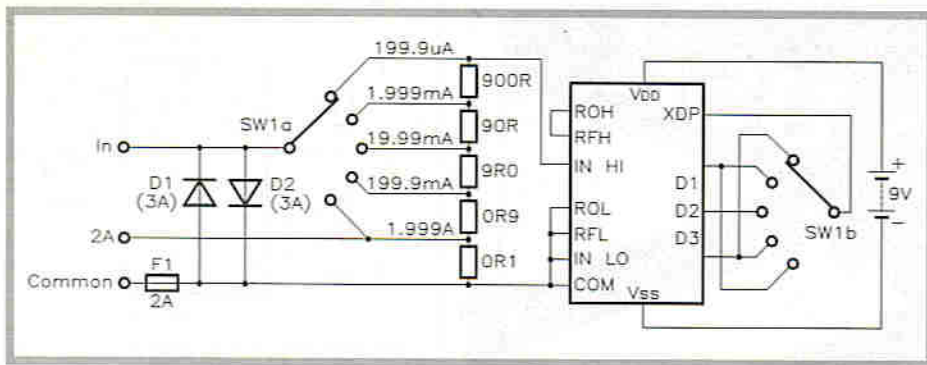 199.9uA
900R
VDD
ROH
XDP
1.999mA
SW1a
RFH
90R
In
19.99mA
IN HI
+
D1
(3A)
D2
(3A)
9R0
D1
9V
199.9mA
ROL
D2
−
0R9
SW1b
2A
1.999A
RFL
D3
F1
0R1
IN LO
Common
COM
2A
VSS